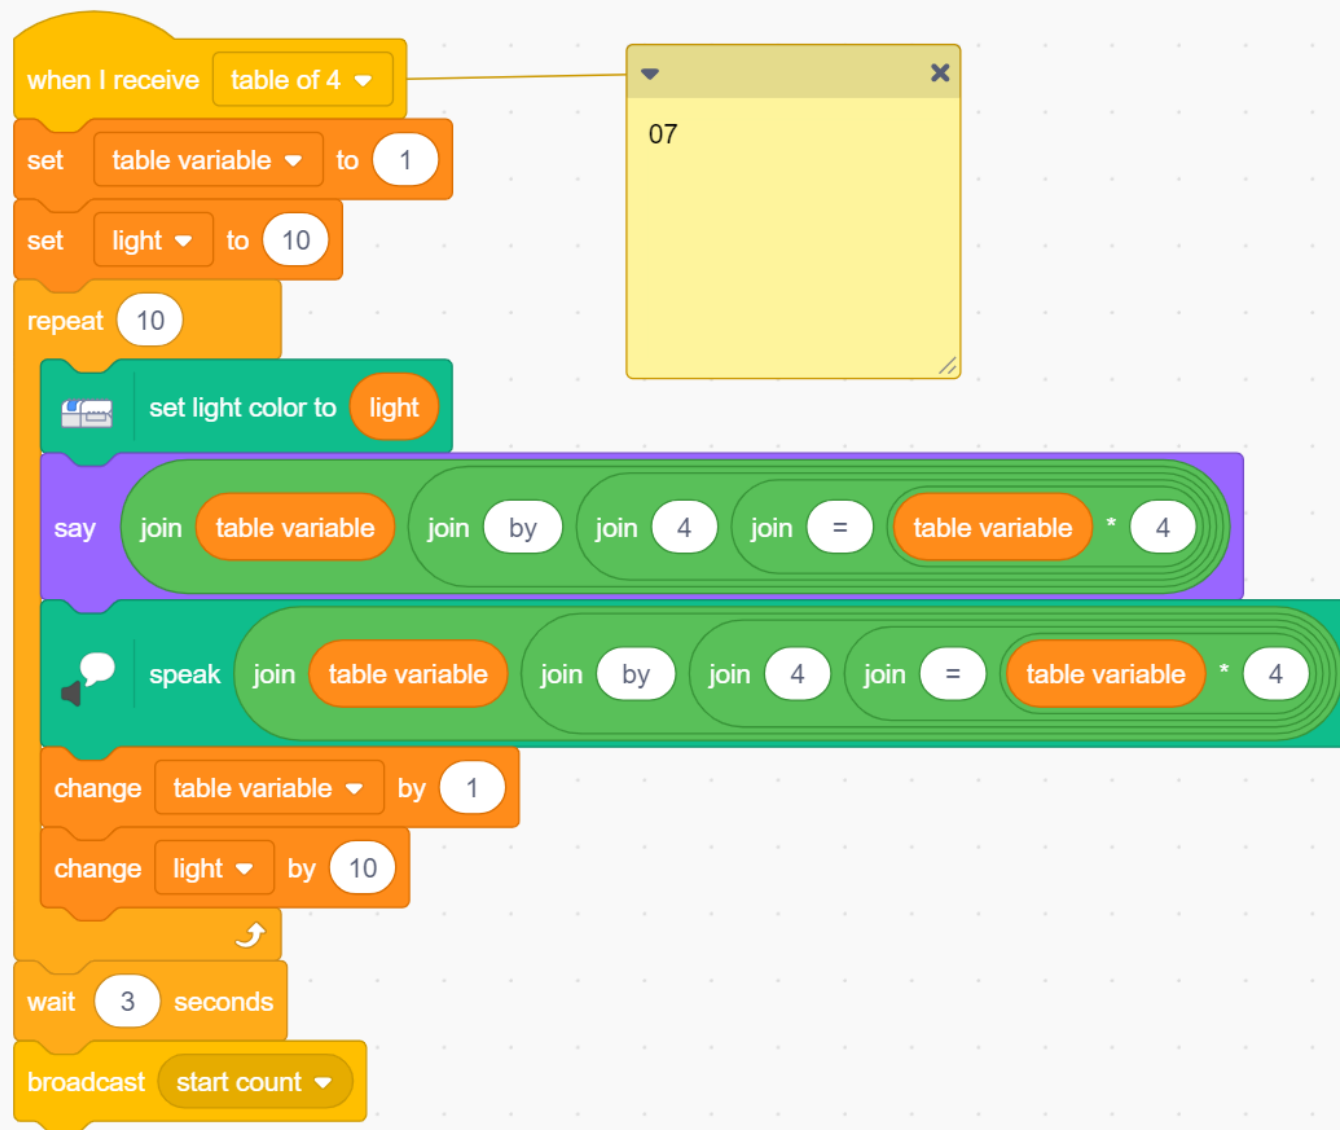 when I receive table of 4
07
set table variable to 1
set light to 10
repeat 10
set light color to light
say join table variable join by join 4 join = table variable * 4
speak join table variable join by join 4 join = table variable * 4
change table variable by 1
change light by 10
wait 3 seconds
broadcast start count